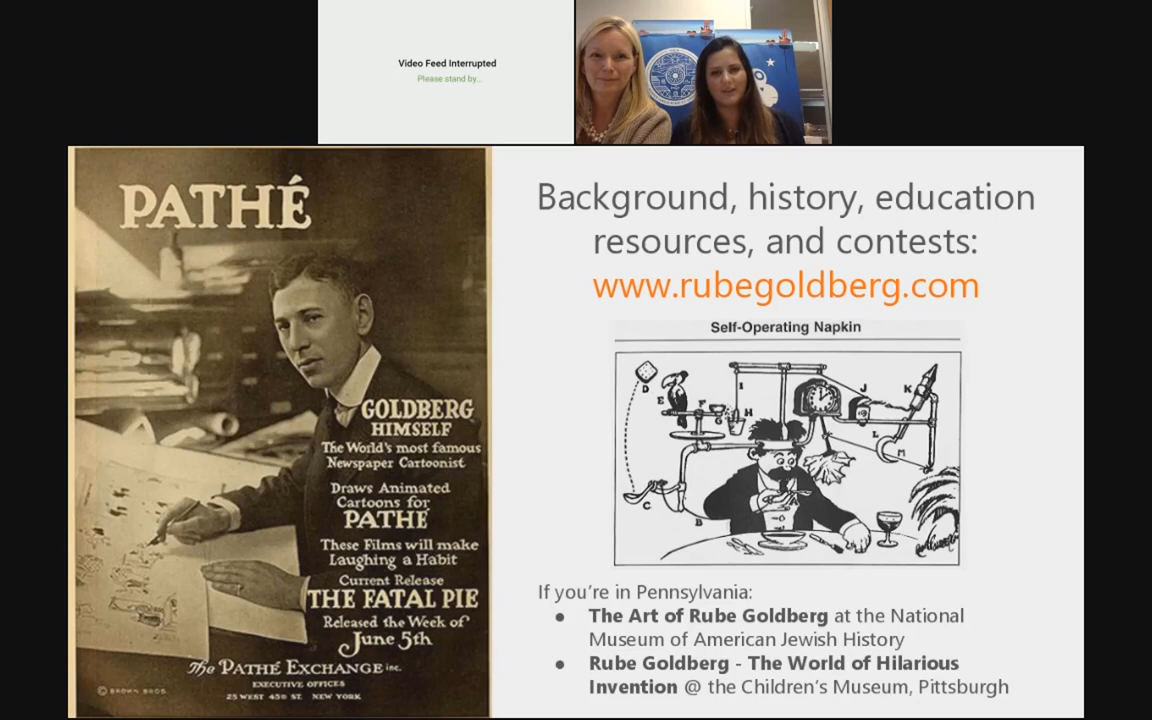 Video Feed Interrupted
Please stand by...
PATHÉ
GOLDBERG
HIMSELF
The World's most famous
Newspaper Cartoonist
Draws Animated
Cartoons for
PATHÉ
These Films will make
Laughing a Habit
Current Release
THE FATAL PIE
Released the Week of
June 5th
The PATHÉ EXCHANGE inc.
EXECUTIVE OFFICES
25 WEST 45th ST. NEW YORK
© BROWN BROS.
Background, history, education
resources, and contests:
www.rubegoldberg.com
Self-Operating Napkin
D
E
F
G
H
I
J
K
L
M
A
B
C
If you're in Pennsylvania:
● The Art of Rube Goldberg at the National
Museum of American Jewish History
● Rube Goldberg - The World of Hilarious
Invention @ the Children's Museum, Pittsburgh